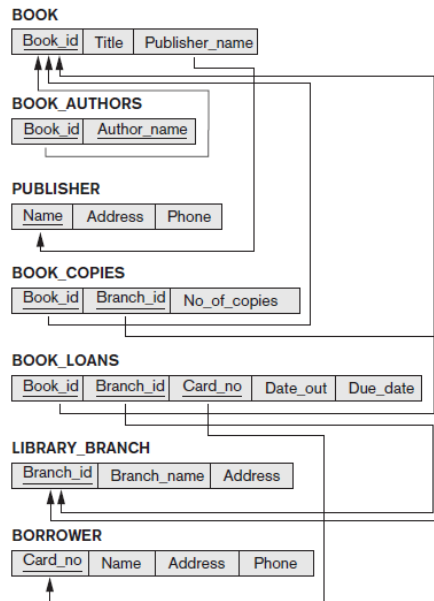 BOOK
Book_id Title Publisher_name
BOOK_AUTHORS
Book_id Author_name
PUBLISHER
Name Address Phone
BOOK_COPIES
Book_id Branch_id No_of_copies
BOOK_LOANS
Book_id Branch_id Card_no Date_out Due_date
LIBRARY_BRANCH
Branch_id Branch_name Address
BORROWER
Card_no Name Address Phone